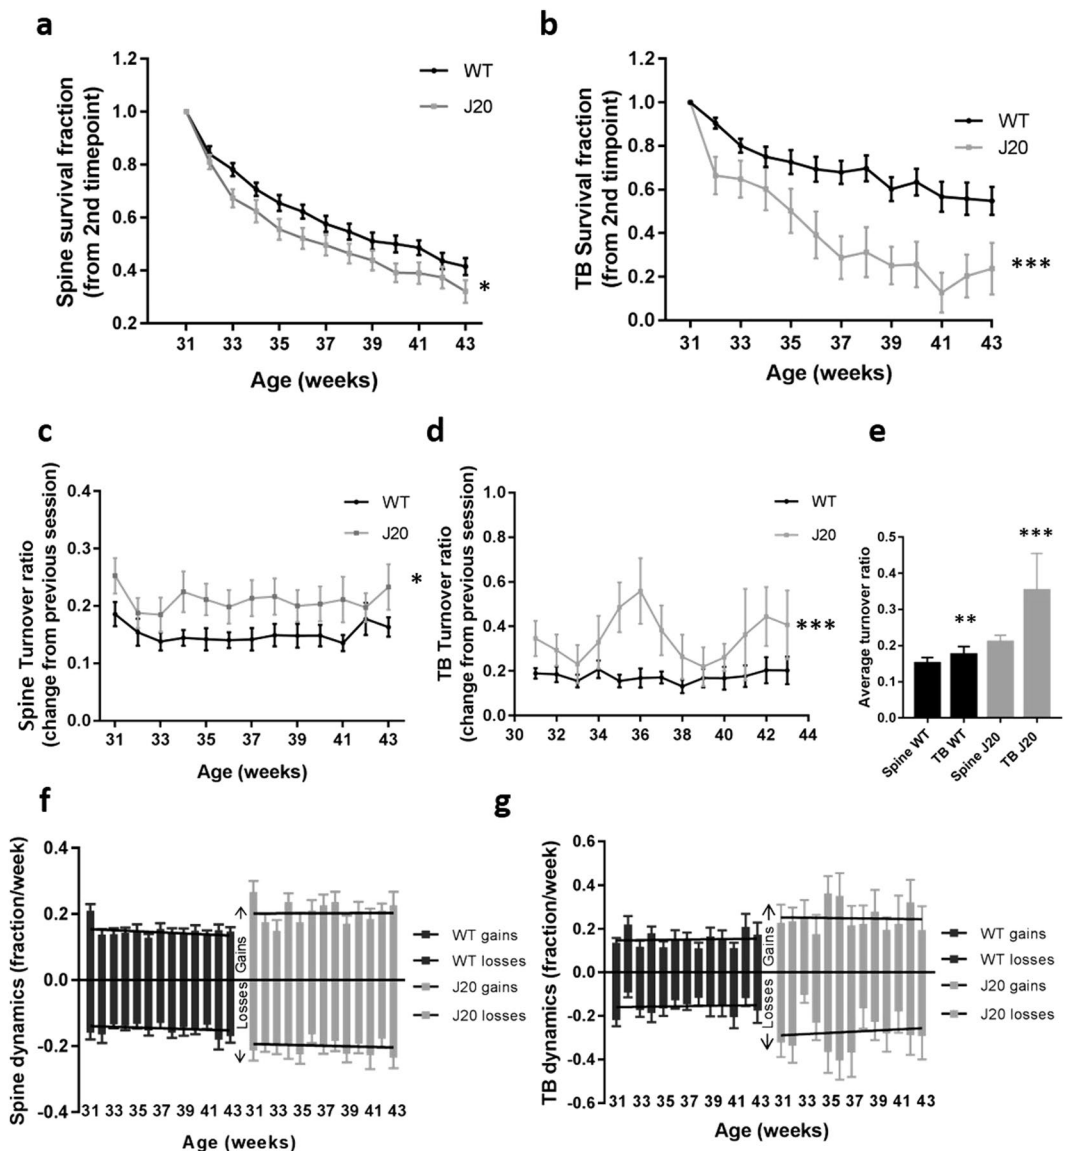 a
1.2
1.0
0.8
0.6
0.4
0.2
Spine survival fraction
(from 2nd timepoint)
WT
J20
*
31 33 35 37 39 41 43
Age (weeks)
b
1.2
1.0
0.8
0.6
0.4
0.2
0.0
TB Survival fraction
(from 2nd timpoint)
WT
J20
***
31 33 35 37 39 41 43
Age (weeks)
c
0.4
0.3
0.2
0.1
0.0
Spine Turnover ratio
(change from previous session)
WT
J20
*
31 33 35 37 39 41 43
Age (weeks)
d
1.0
0.8
0.6
0.4
0.2
0.0
TB Turnover ratio
(change from previous session)
WT
J20
***
30 32 34 36 38 40 42 44
Age (weeks)
e
0.5
0.4
0.3
0.2
0.1
0.0
Average turnover ratio
**
***
Spine WT
TB WT
Spine J20
TB J20
f
0.4
0.2
0.0
-0.2
-0.4
Spine dynamics (fraction/week)
Losses Gains
WT gains
WT losses
J20 gains
J20 losses
31 33 35 37 39 41 43 31 33 35 37 39 41 43
Age (weeks)
g
0.6
0.4
0.2
0.0
-0.2
-0.4
-0.6
TB dynamics (fraction/week)
Losses Gains
WT gains
WT losses
J20 gains
J20 losses
31 33 35 37 39 41 43 31 33 35 37 39 41 43
Age (weeks)